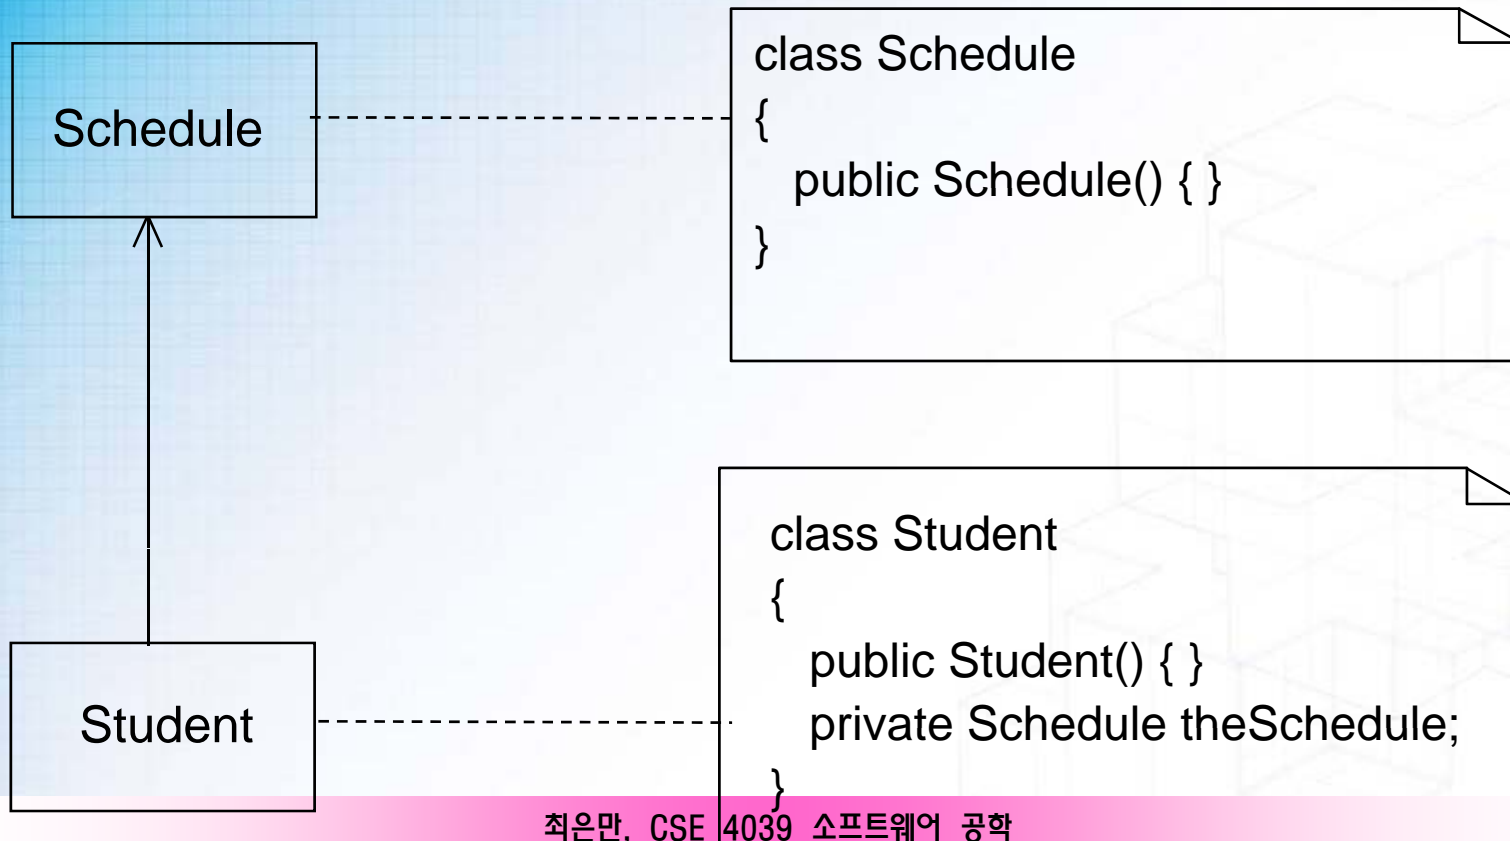 Schedule
class Schedule
{
public Schedule() { }
}
Student
class Student
{
public Student() { }
private Schedule theSchedule;
}
최은만, CSE 4039 소프트웨어 공학